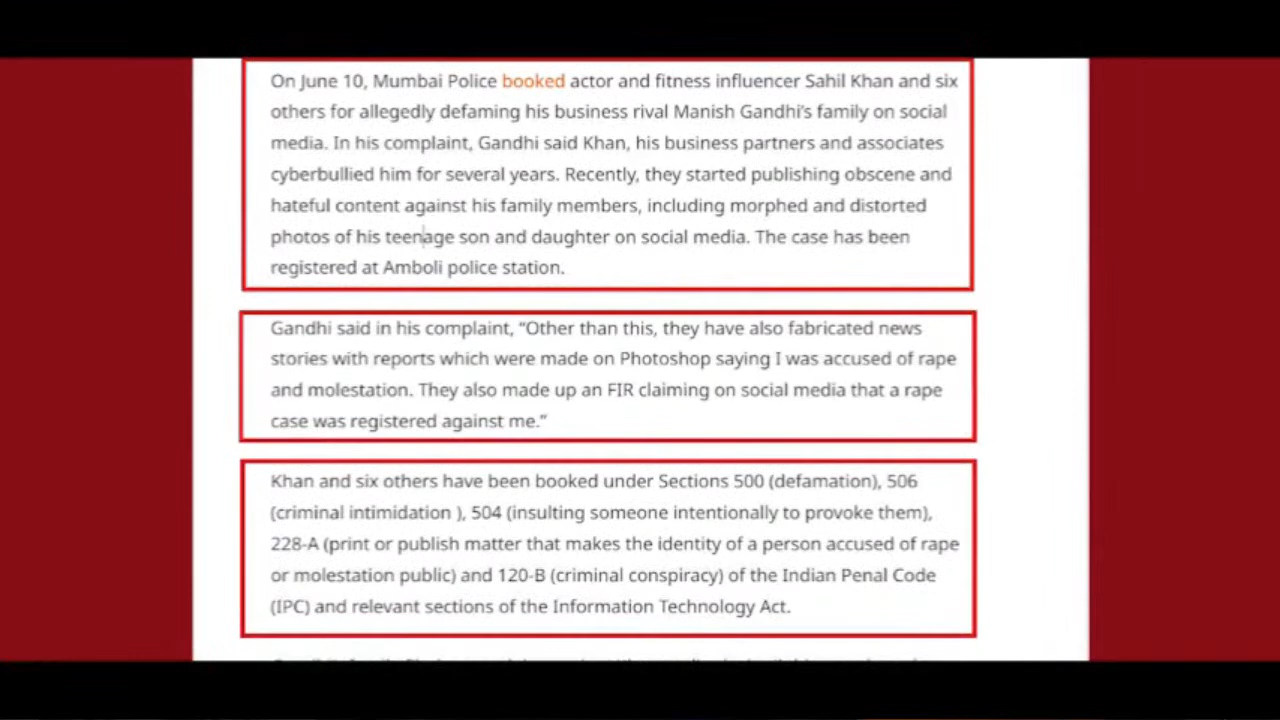 On June 10, Mumbai Police booked actor and fitness influencer Sahil Khan and six
others for allegedly defaming his business rival Manish Gandhi's family on social
media. In his complaint, Gandhi said Khan, his business partners and associates
cyberbullied him for several years. Recently, they started publishing obscene and
hateful content against his family members, including morphed and distorted
photos of his teenage son and daughter on social media. The case has been
registered at Amboli police station.
Gandhi said in his complaint, “Other than this, they have also fabricated news
stories with reports which were made on Photoshop saying I was accused of rape
and molestation. They also made up an FIR claiming on social media that a rape
case was registered against me.”
Khan and six others have been booked under Sections 500 (defamation), 506
(criminal intimidation ), 504 (insulting someone intentionally to provoke them),
228-A (print or publish matter that makes the identity of a person accused of rape
or molestation public) and 120-B (criminal conspiracy) of the Indian Penal Code
(IPC) and relevant sections of the Information Technology Act.